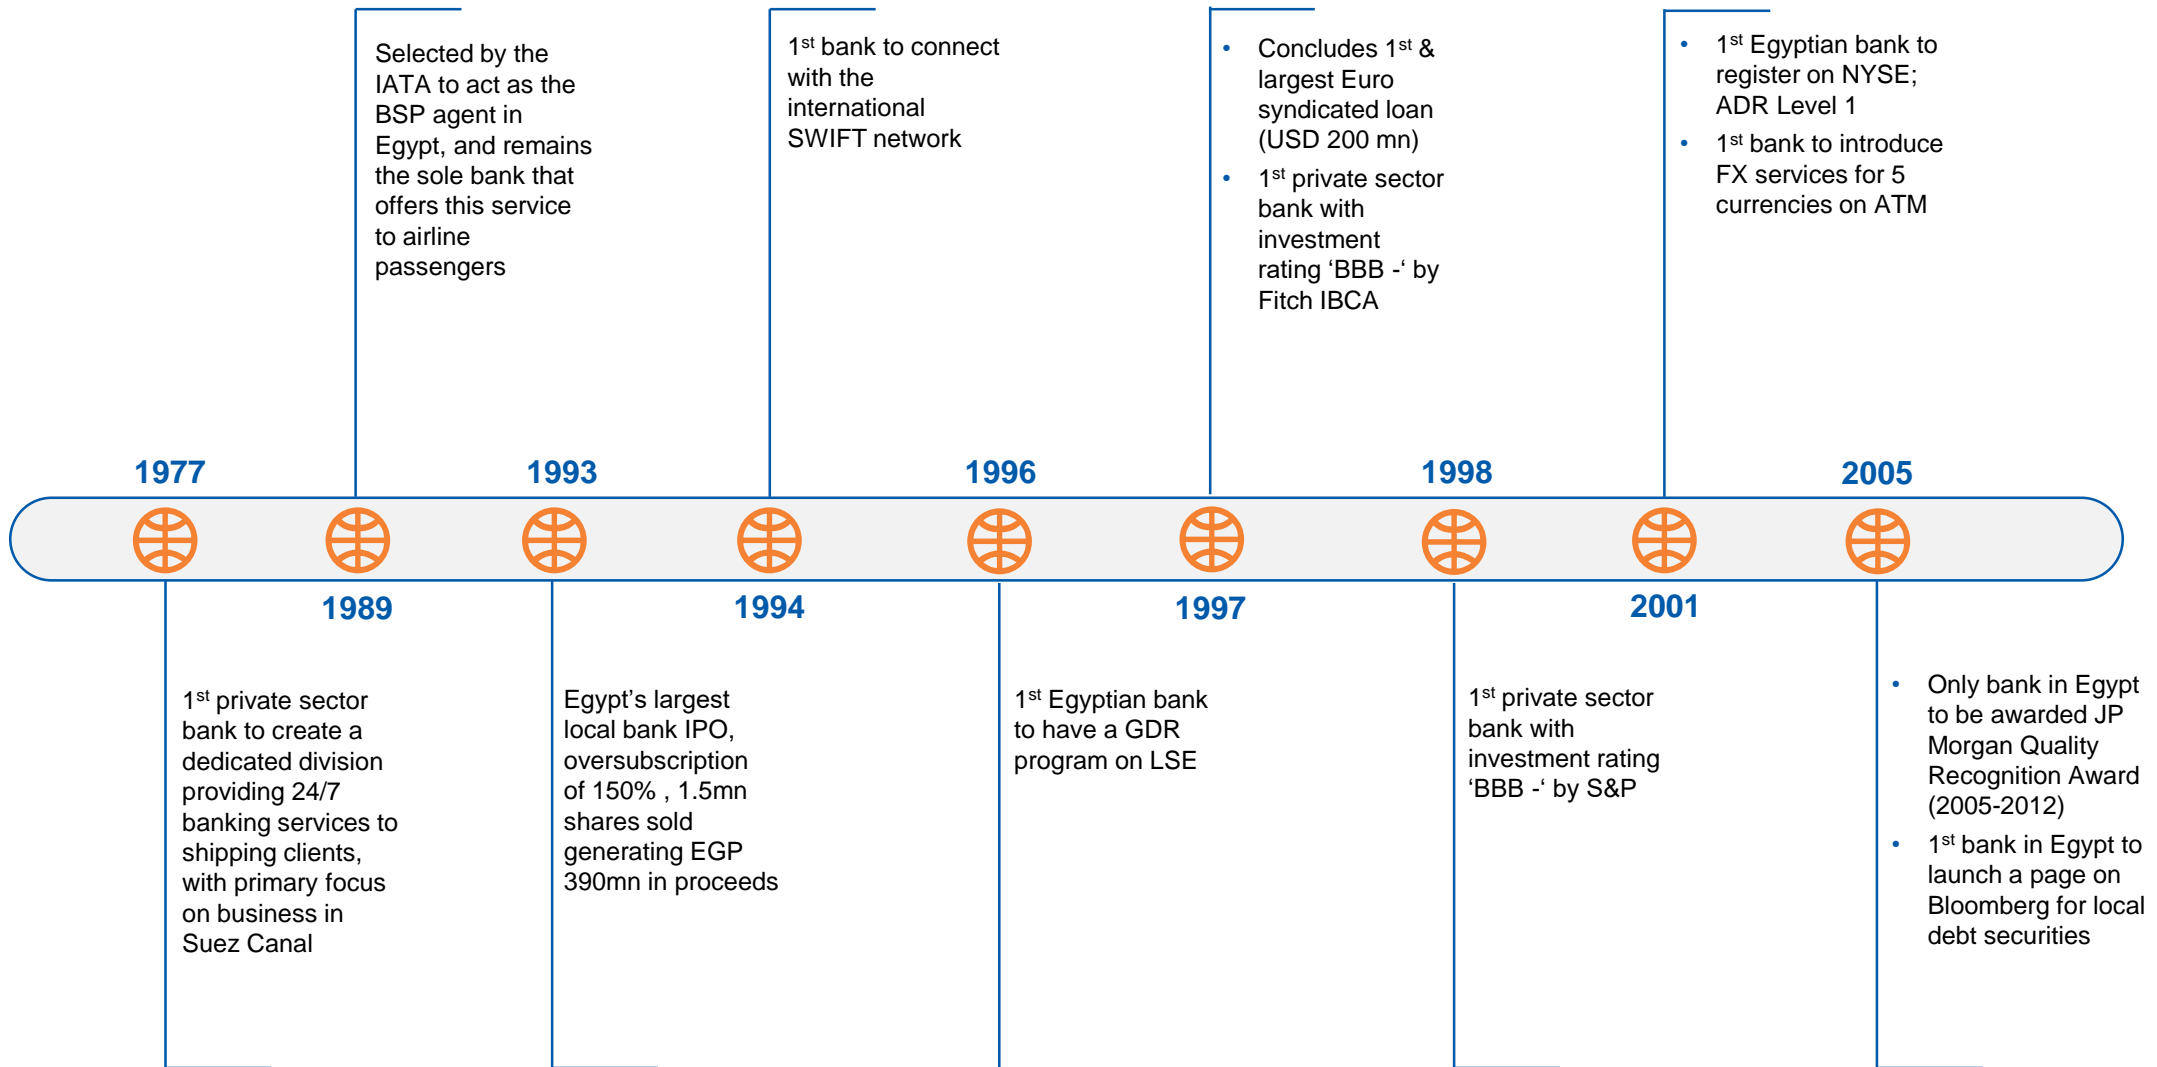 Selected by the
IATA to act as the
BSP agent in
Egypt, and remains
the sole bank that
offers this service
to airline
passengers
1st bank to connect
with the
international
SWIFT network
• Concludes 1st &
largest Euro
syndicated loan
(USD 200 mn)
• 1st private sector
bank with
investment
rating ‘BBB -‘ by
Fitch IBCA
• 1st Egyptian bank to
register on NYSE;
ADR Level 1
• 1st bank to introduce
FX services for 5
currencies on ATM
1977
1993
1996
1998
2005
1989
1994
1997
2001
1st private sector
bank to create a
dedicated division
providing 24/7
banking services to
shipping clients,
with primary focus
on business in
Suez Canal
Egypt’s largest
local bank IPO,
oversubscription
of 150% , 1.5mn
shares sold
generating EGP
390mn in proceeds
1st Egyptian bank
to have a GDR
program on LSE
1st private sector
bank with
investment rating
‘BBB -‘ by S&P
• Only bank in Egypt
to be awarded JP
Morgan Quality
Recognition Award
(2005-2012)
• 1st bank in Egypt to
launch a page on
Bloomberg for local
debt securities